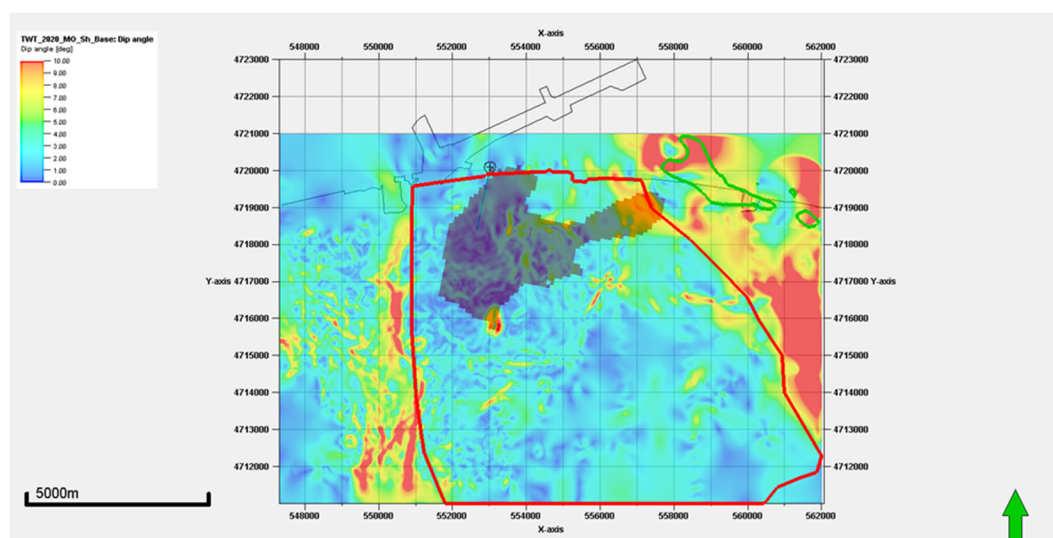 TWT_2020_MO_Sh_Base: Dip angle
Dip angle [deg]
10.00
9.00
8.00
7.00
6.00
5.00
4.00
3.00
2.00
1.00
0.00
X-axis
548000 550000 552000 554000 556000 558000 560000 562000
4723000 4723000
4722000 4722000
4721000 4721000
4720000 4720000
4719000 4719000
4718000 4718000
Y-axis 4717000 4717000 Y-axis
4716000 4716000
4715000 4715000
4714000 4714000
4713000 4713000
4712000 4712000
548000 550000 552000 554000 556000 558000 560000 562000
X-axis
5000m